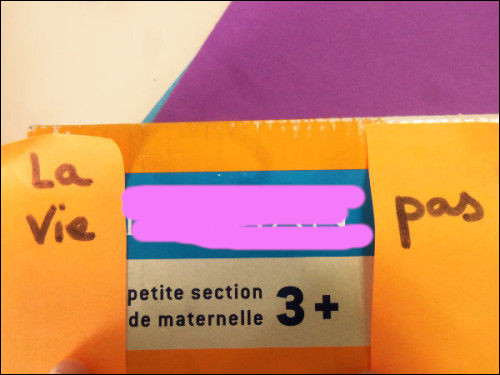 La
Vie
pas
petite section
de maternelle
3+